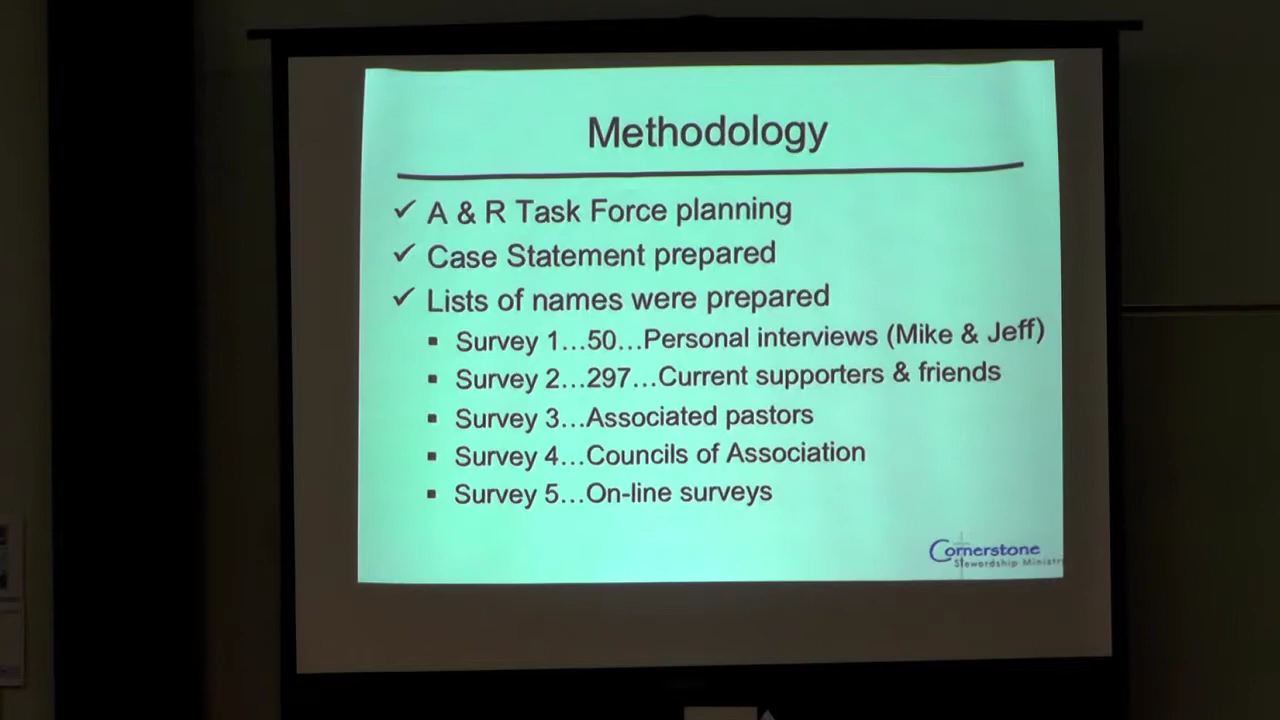 Methodology
✓ A & R Task Force planning
✓ Case Statement prepared
✓ Lists of names were prepared
▪ Survey 1…50…Personal interviews (Mike & Jeff)
▪ Survey 2…297…Current supporters & friends
▪ Survey 3…Associated pastors
▪ Survey 4…Councils of Association
▪ Survey 5…On-line surveys
Cornerstone
Stewardship Ministr